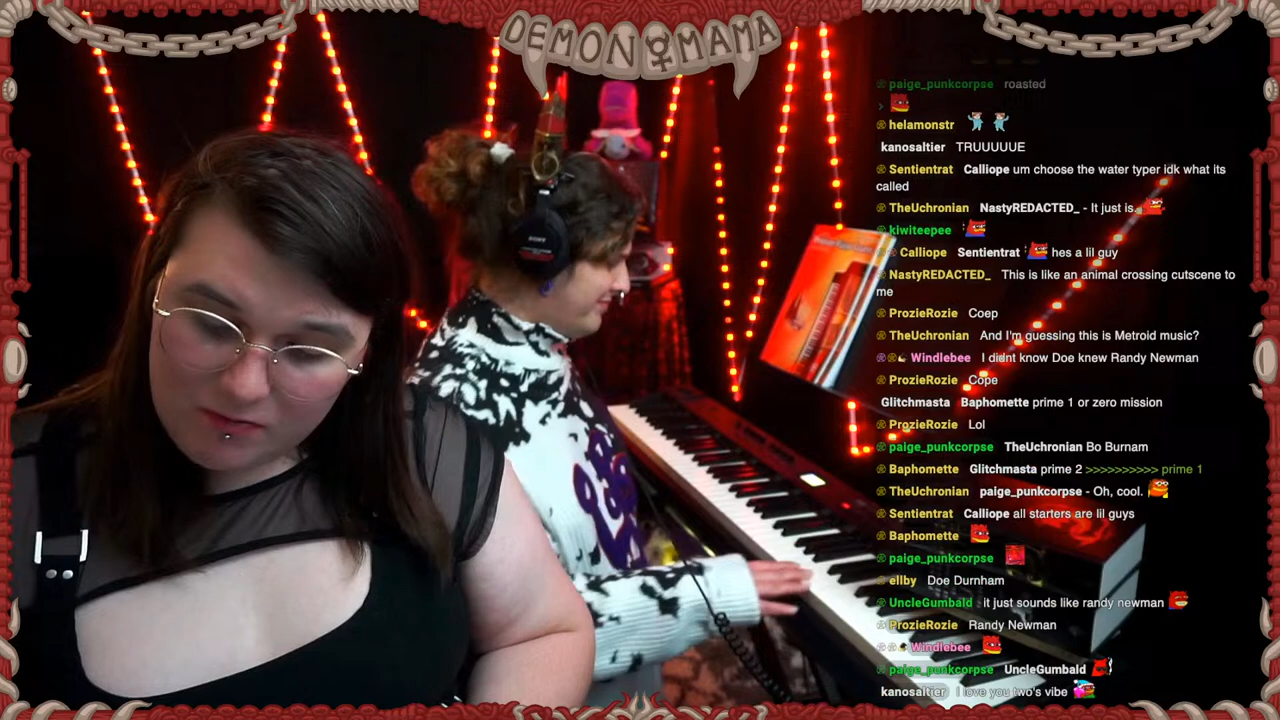 DEMON MAMA
paige_punkcorpse roasted
helamonstr
kanosaltier TRUUUUUE
Sentientrat Calliope um choose the water typer idk what its
called
TheUchronian NastyREDACTED_ - It just is.
kiwiteepee
Calliope Sentientrat hes a lil guy
NastyREDACTED_ This is like an animal crossing cutscene to
me
ProzieRozie Coep
TheUchronian And I'm guessing this is Metroid music?
Windlebee I didnt know Doe knew Randy Newman
ProzieRozie Cope
Glitchmasta Baphomette prime 1 or zero mission
ProzieRozie Lol
paige_punkcorpse TheUchronian Bo Burnam
Baphomette Glitchmasta prime 2 >>>>>>>>>> prime 1
TheUchronian paige_punkcorpse - Oh, cool.
Sentientrat Calliope all starters are lil guys
Baphomette
paige_punkcorpse
ellby Doe Durnham
UncleGumbald it just sounds like randy newman
ProzieRozie Randy Newman
Windlebee
paige_punkcorpse UncleGumbald
kanosaltier I love you two's vibe
SONY